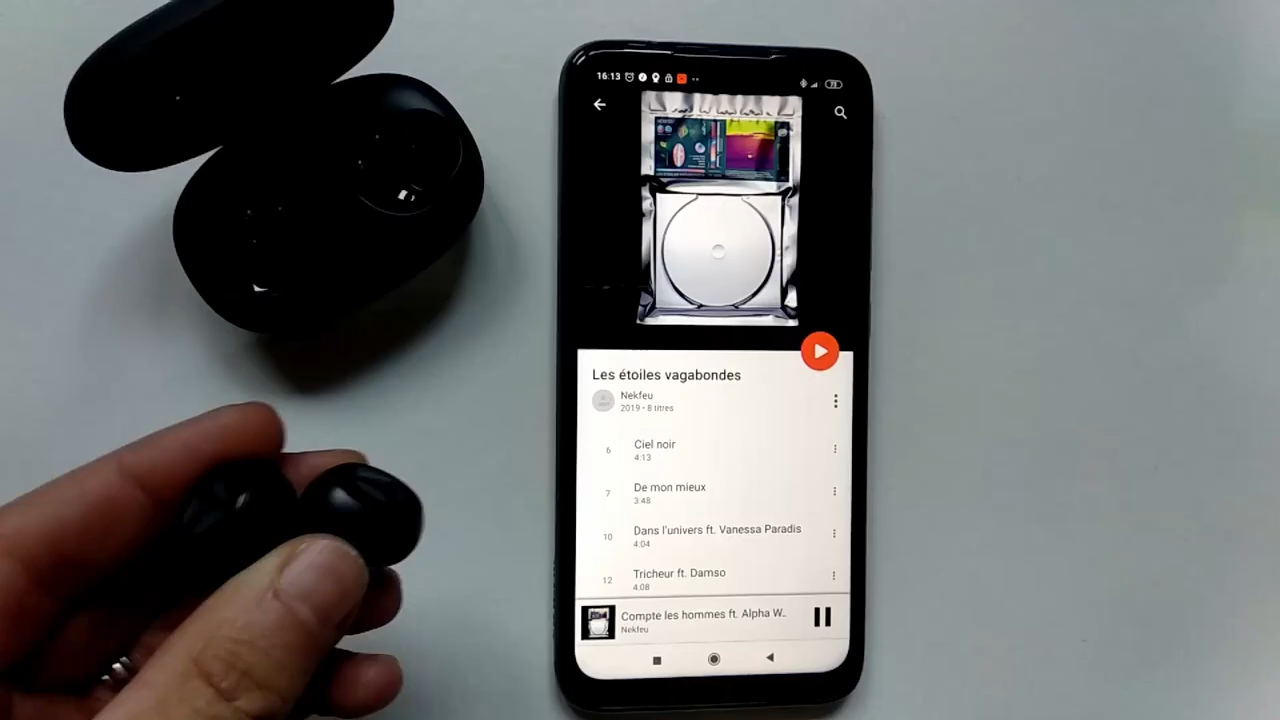 16:13
73
Les étoiles vagabondes
Nekfeu
2019 • 8 titres
6
Ciel noir
4:13
7
De mon mieux
3:48
10
Dans l'univers ft. Vanessa Paradis
4:04
12
Tricheur ft. Damso
4:08
Compte les hommes ft. Alpha W..
Nekfeu